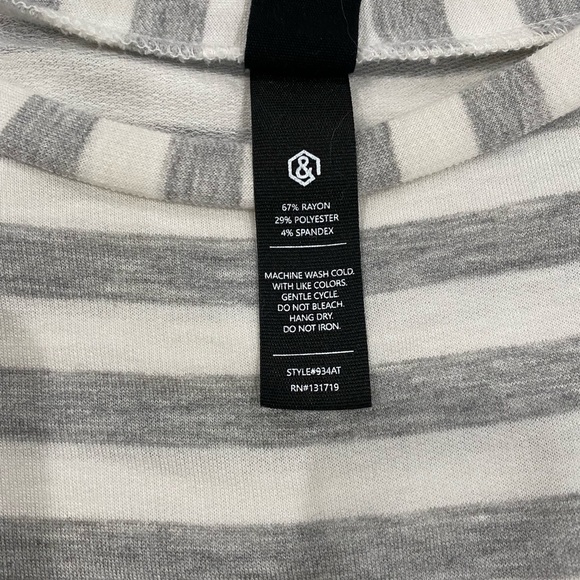 &
67% RAYON
29% POLYESTER
4% SPANDEX
MACHINE WASH COLD.
WITH LIKE COLORS.
GENTLE CYCLE.
DO NOT BLEACH.
HANG DRY.
DO NOT IRON.
STYLE#934AT
RN#131719